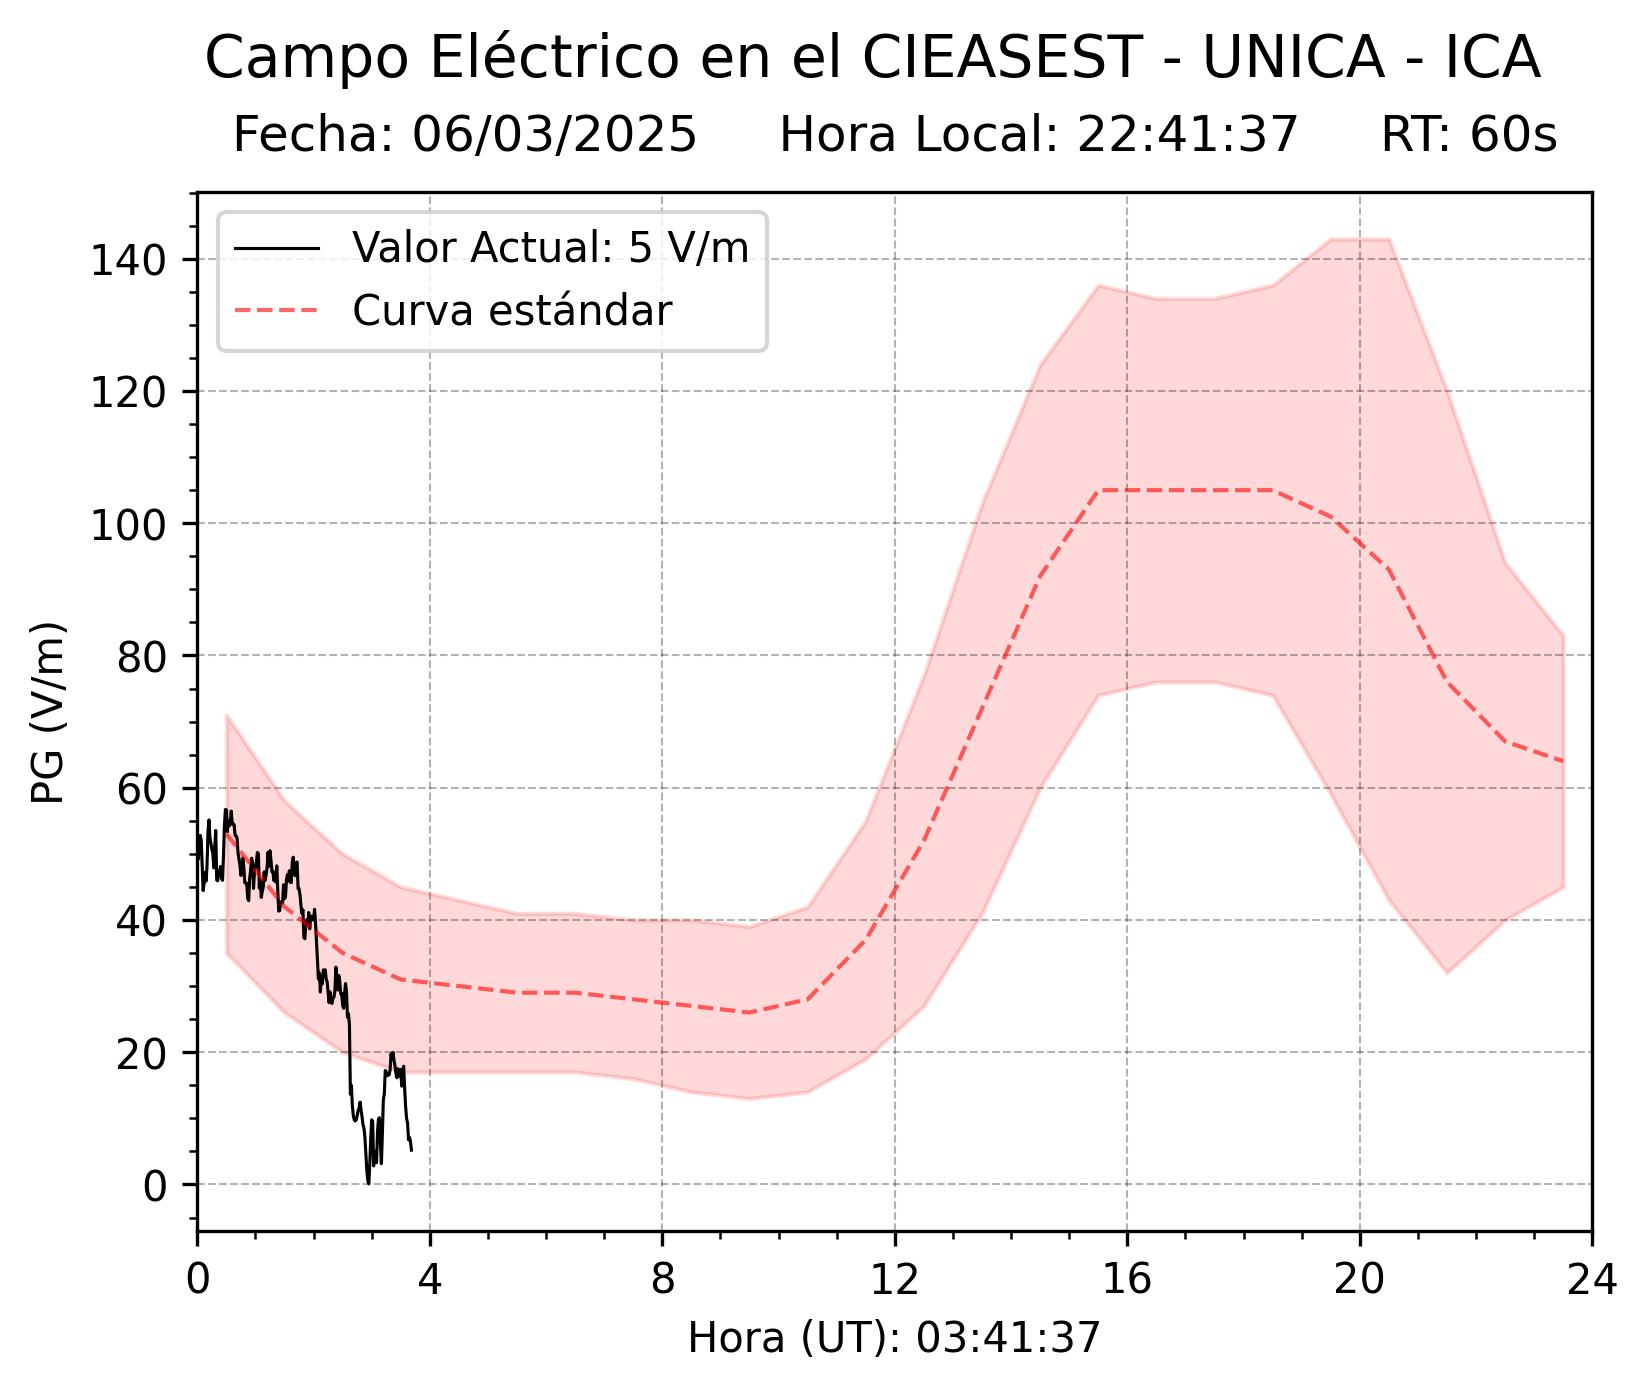 Campo Eléctrico en el CIEASEST - UNICA - ICA
Fecha: 06/03/2025 Hora Local: 22:41:37 RT: 60s
Valor Actual: 5 V/m
Curva estándar
140
120
100
80
60
40
20
0
PG (V/m)
0 4 8 12 16 20 24
Hora (UT): 03:41:37